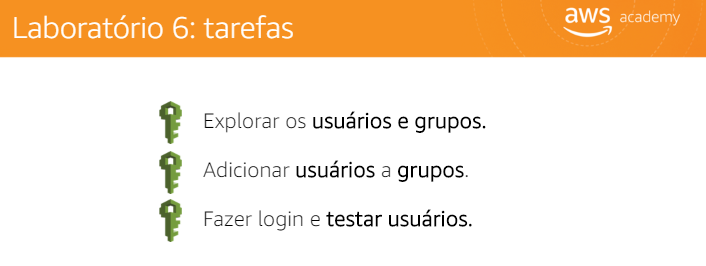 Laboratório 6: tarefas
aws academy
Explorar os usuários e grupos.
Adicionar usuários a grupos.
Fazer login e testar usuários.